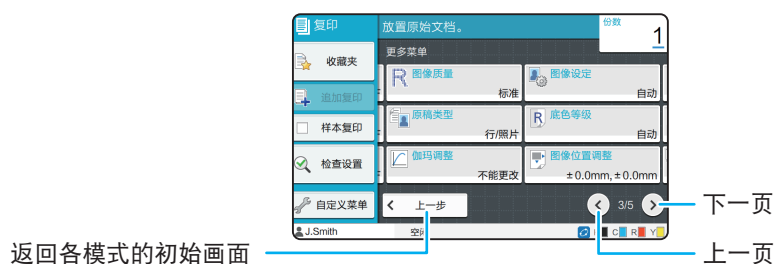 复印
放置原始文档。
份数
1
更多菜单
收藏夹
图像质量
标准
图像设定
自动
追加复印
原稿类型
行/照片
底色等级
自动
样本复印
伽玛调整
不能更改
图像位置调整
±0.0mm, ±0.0mm
检查设置
自定义菜单
上一步
3/5
下一页
J.Smith
C R Y
返回各模式的初始画面
上一页